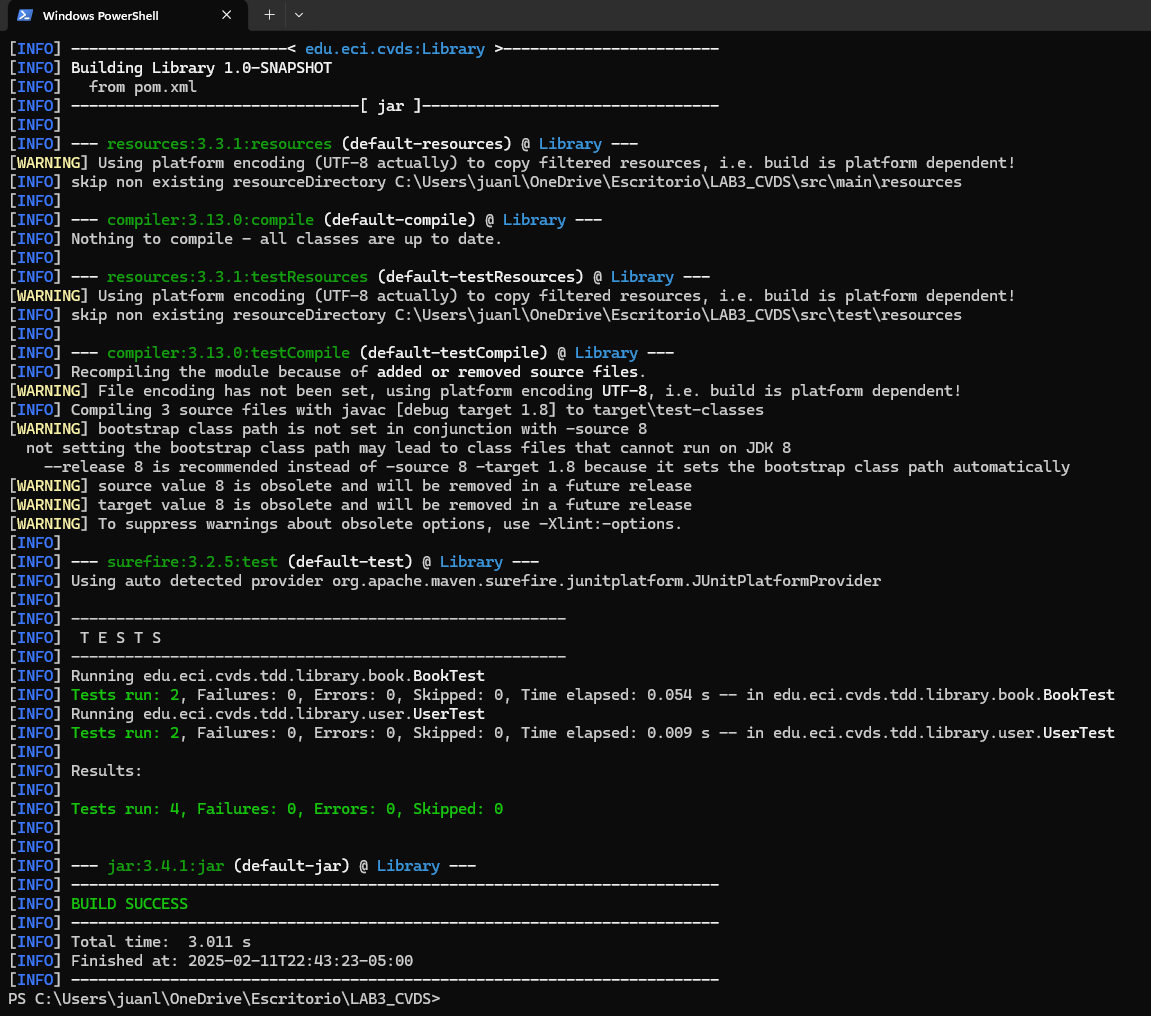 Windows PowerShell
[INFO] ------------------------< edu.eci.cvds:Library >------------------------
[INFO] Building Library 1.0-SNAPSHOT
[INFO]   from pom.xml
[INFO] --------------------------------[ jar ]---------------------------------
[INFO]
[INFO] --- resources:3.3.1:resources (default-resources) @ Library ---
[WARNING] Using platform encoding (UTF-8 actually) to copy filtered resources, i.e. build is platform dependent!
[INFO] skip non existing resourceDirectory C:\Users\juanl\OneDrive\Escritorio\LAB3_CVDS\src\main\resources
[INFO]
[INFO] --- compiler:3.13.0:compile (default-compile) @ Library ---
[INFO] Nothing to compile - all classes are up to date.
[INFO]
[INFO] --- resources:3.3.1:testResources (default-testResources) @ Library ---
[WARNING] Using platform encoding (UTF-8 actually) to copy filtered resources, i.e. build is platform dependent!
[INFO] skip non existing resourceDirectory C:\Users\juanl\OneDrive\Escritorio\LAB3_CVDS\src\test\resources
[INFO]
[INFO] --- compiler:3.13.0:testCompile (default-testCompile) @ Library ---
[INFO] Recompiling the module because of added or removed source files.
[WARNING] File encoding has not been set, using platform encoding UTF-8, i.e. build is platform dependent!
[INFO] Compiling 3 source files with javac [debug target 1.8] to target\test-classes
[WARNING] bootstrap class path is not set in conjunction with -source 8
  not setting the bootstrap class path may lead to class files that cannot run on JDK 8
    --release 8 is recommended instead of -source 8 -target 1.8 because it sets the bootstrap class path automatically
[WARNING] source value 8 is obsolete and will be removed in a future release
[WARNING] target value 8 is obsolete and will be removed in a future release
[WARNING] To suppress warnings about obsolete options, use -Xlint:-options.
[INFO]
[INFO] --- surefire:3.2.5:test (default-test) @ Library ---
[INFO] Using auto detected provider org.apache.maven.surefire.junitplatform.JUnitPlatformProvider
[INFO]
[INFO] -------------------------------------------------------
[INFO]  T E S T S
[INFO] -------------------------------------------------------
[INFO] Running edu.eci.cvds.tdd.library.book.BookTest
[INFO] Tests run: 2, Failures: 0, Errors: 0, Skipped: 0, Time elapsed: 0.054 s -- in edu.eci.cvds.tdd.library.book.BookTest
[INFO] Running edu.eci.cvds.tdd.library.user.UserTest
[INFO] Tests run: 2, Failures: 0, Errors: 0, Skipped: 0, Time elapsed: 0.009 s -- in edu.eci.cvds.tdd.library.user.UserTest
[INFO]
[INFO] Results:
[INFO]
[INFO] Tests run: 4, Failures: 0, Errors: 0, Skipped: 0
[INFO]
[INFO]
[INFO] --- jar:3.4.1:jar (default-jar) @ Library ---
[INFO] ------------------------------------------------------------------------
[INFO] BUILD SUCCESS
[INFO] ------------------------------------------------------------------------
[INFO] Total time:  3.011 s
[INFO] Finished at: 2025-02-11T22:43:23-05:00
[INFO] ------------------------------------------------------------------------
PS C:\Users\juanl\OneDrive\Escritorio\LAB3_CVDS>